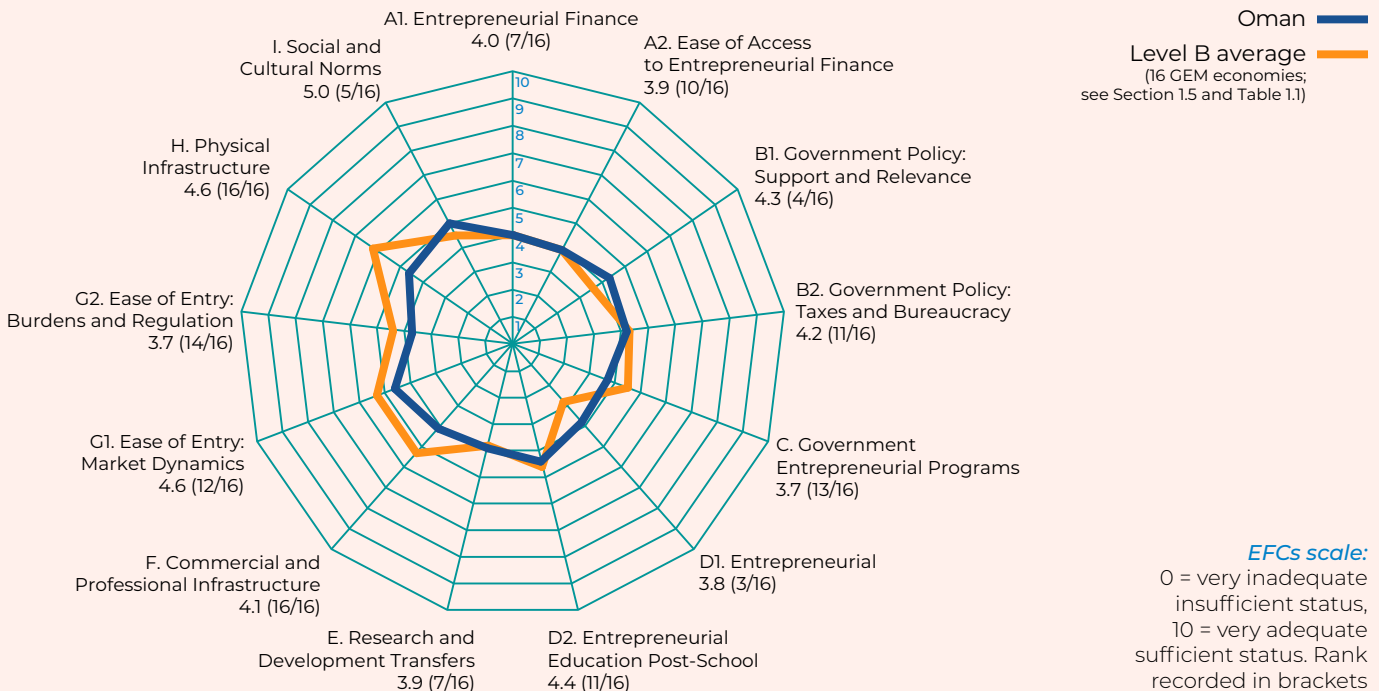 A1. Entrepreneurial Finance
4.0 (7/16)
A2. Ease of Access
to Entrepreneurial Finance
3.9 (10/16)
B1. Government Policy:
Support and Relevance
4.3 (4/16)
B2. Government Policy:
Taxes and Bureaucracy
4.2 (11/16)
C. Government
Entrepreneurial Programs
3.7 (13/16)
D1. Entrepreneurial
3.8 (3/16)
D2. Entrepreneurial
Education Post-School
4.4 (11/16)
E. Research and
Development Transfers
3.9 (7/16)
F. Commercial and
Professional Infrastructure
4.1 (16/16)
G1. Ease of Entry:
Market Dynamics
4.6 (12/16)
G2. Ease of Entry:
Burdens and Regulation
3.7 (14/16)
H. Physical
Infrastructure
4.6 (16/16)
I. Social and
Cultural Norms
5.0 (5/16)
10
9
8
7
6
5
4
3
2
1
Oman
Level B average
(16 GEM economies;
see Section 1.5 and Table 1.1)
EFCs scale:
0 = very inadequate
insufficient status,
10 = very adequate
sufficient status. Rank
recorded in brackets